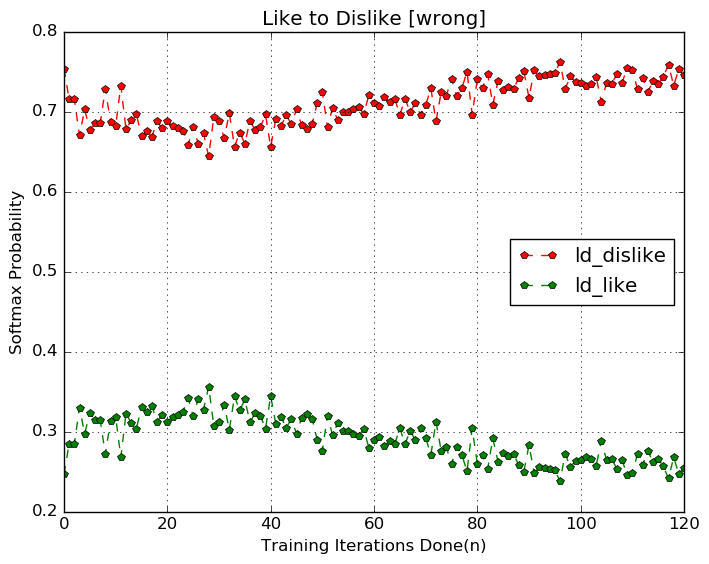 Like to Dislike [wrong]
0.8
0.7
0.6
0.5
0.4
0.3
0.2
Softmax Probability
ld_dislike
ld_like
0 20 40 60 80 100 120
Training Iterations Done(n)